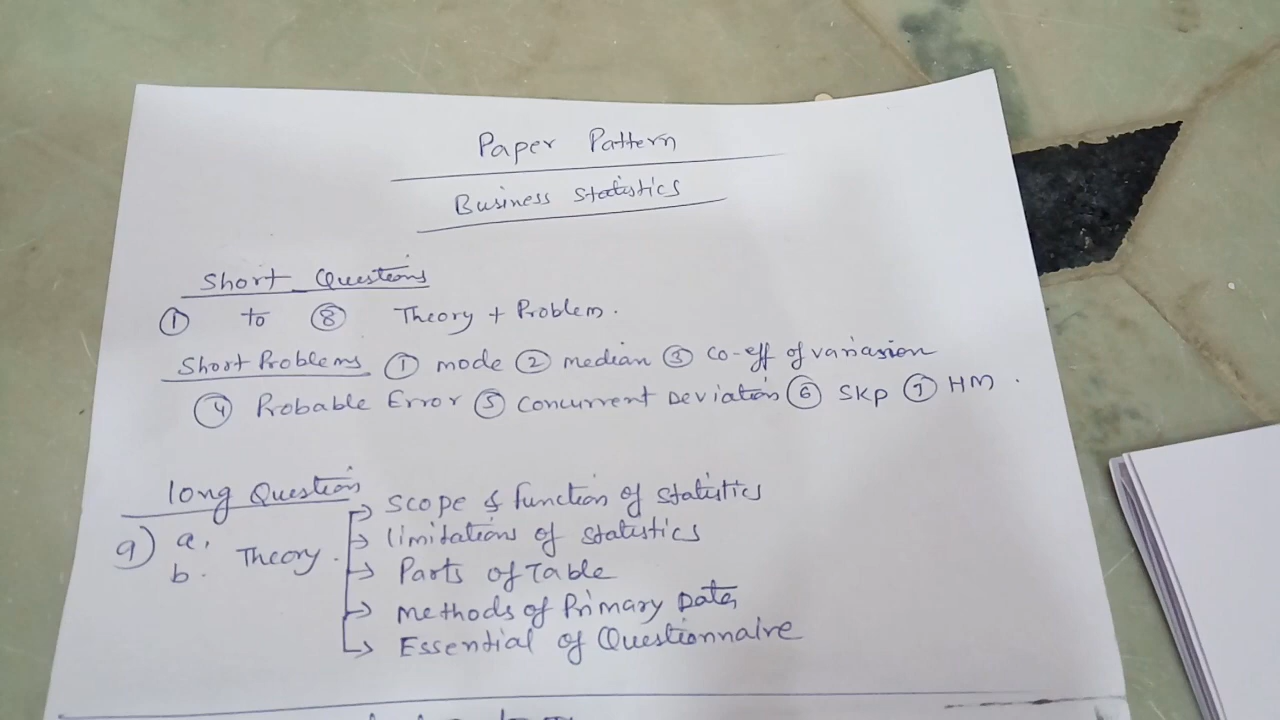 Paper Pattern
Business Statistics
Short Questions
① to ⑧ Theory + Problem.
Short Problems ① mode ② median ③ co-eff of variasion
④ Probable Error ⑤ Concurrent Deviation ⑥ SKP ⑦ HM.
long Question
9) a, b. Theory.
→ Scope & function of statistics
→ limitations of statistics
→ Parts of Table
→ methods of Primary Data
→ Essential of Questionnaire